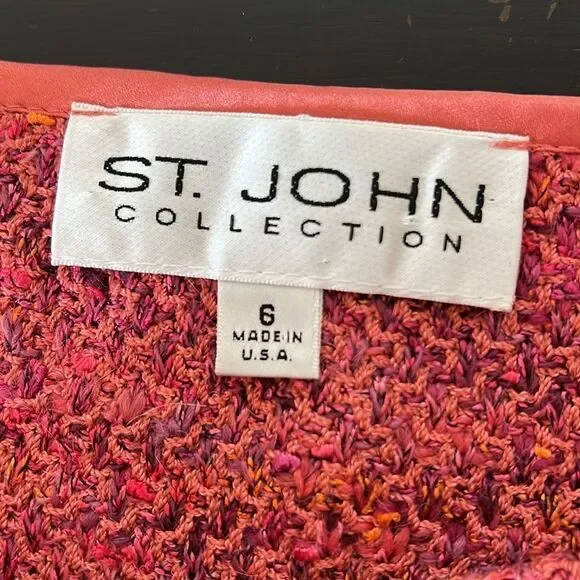 ST. JOHN
COLLECTION
6
MADE IN
U.S.A.